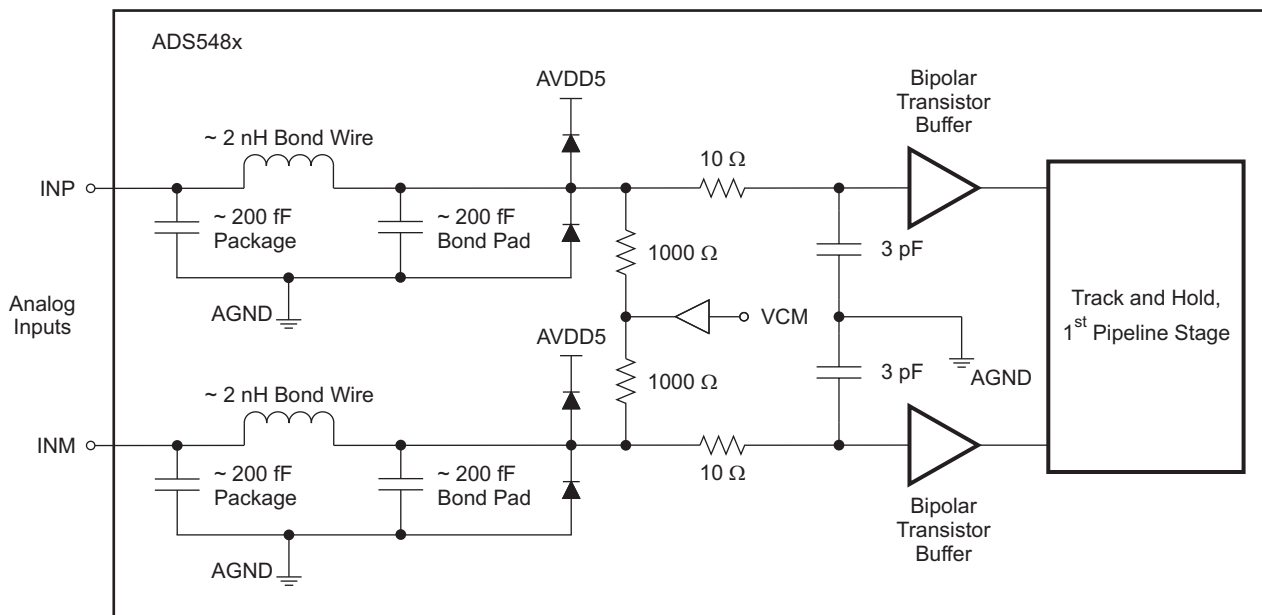 ADS548x
AVDD5
Bipolar
Transistor
Buffer
~ 2 nH Bond Wire
10 Ω
INP
~ 200 fF
Package
~ 200 fF
Bond Pad
1000 Ω
3 pF
AGND
VCM
Analog
Inputs
Track and Hold,
1st Pipeline Stage
AVDD5
1000 Ω
3 pF
AGND
~ 2 nH Bond Wire
INM
10 Ω
~ 200 fF
Package
~ 200 fF
Bond Pad
Bipolar
Transistor
Buffer
AGND